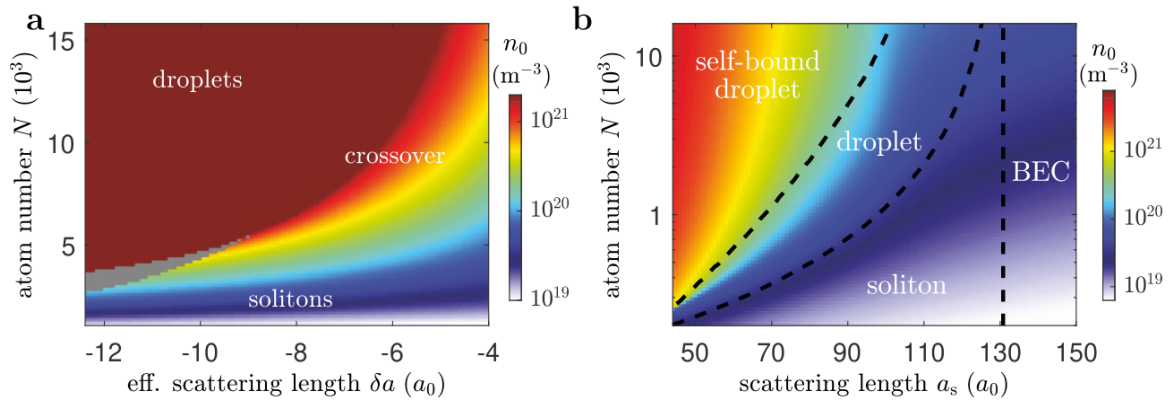 a
15
10
5
atom number N (10³)
droplets
crossover
solitons
-12
-10
-8
-6
-4
eff. scattering length δa (a₀)
n₀
(m⁻³)
10²¹
10²⁰
10¹⁹
b
10
1
atom number N (10³)
self-bound
droplet
droplet
BEC
soliton
50
70
90
110
130
150
scattering length aₛ (a₀)
n₀
(m⁻³)
10²¹
10²⁰
10¹⁹